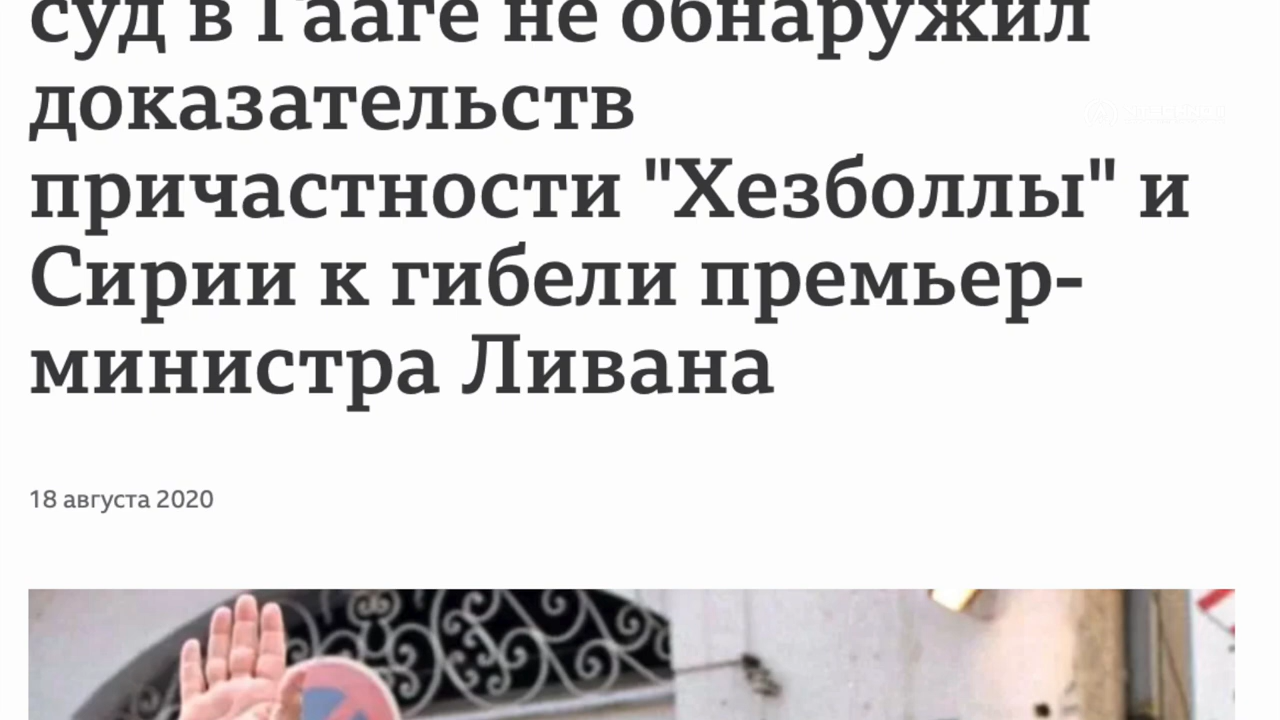 суд в Гааге не обнаружил
доказательств
причастности "Хезболлы" и
Сирии к гибели премьер-
министра Ливана
18 августа 2020